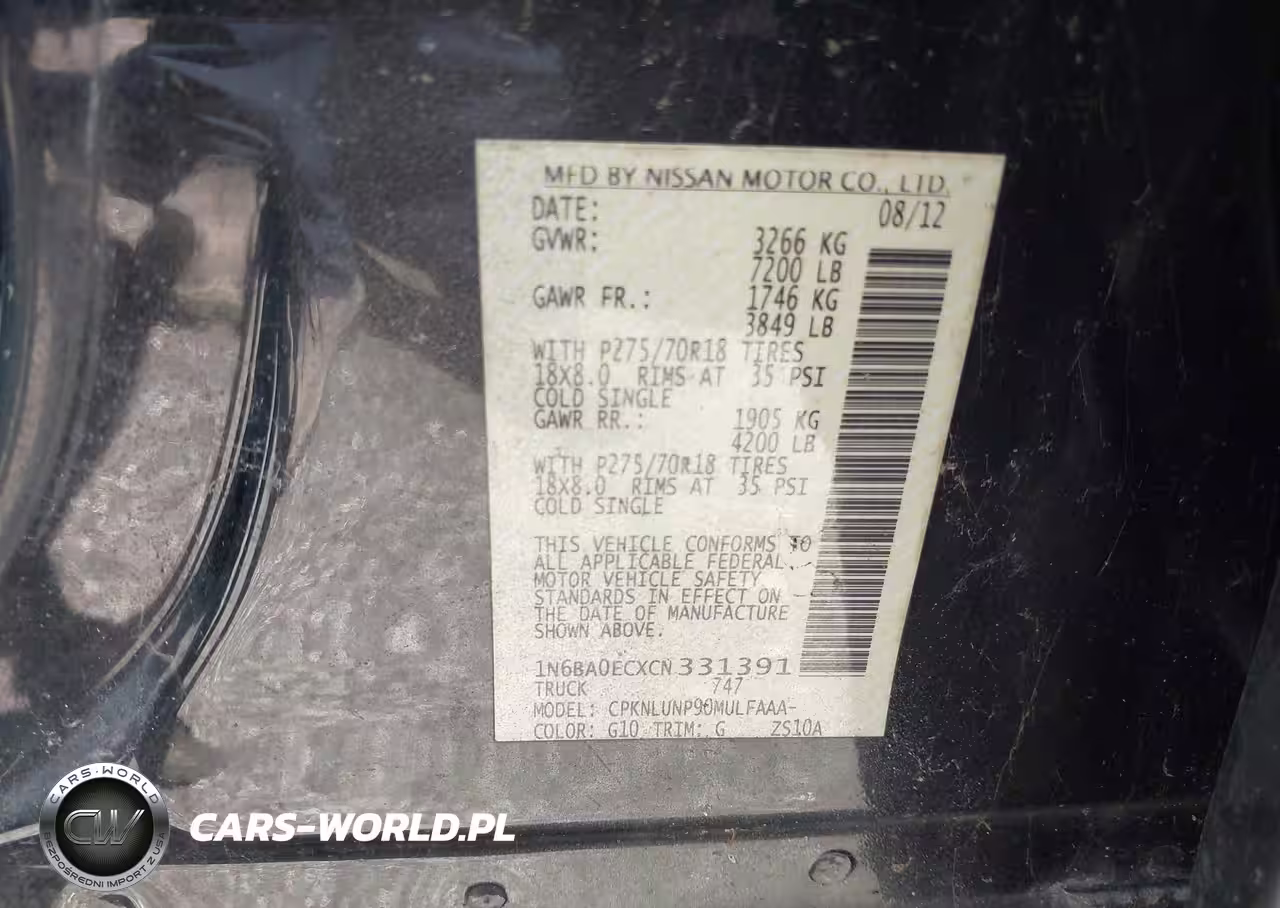 MFD BY NISSAN MOTOR CO., LTD.
DATE: 08/12
GVWR: 3266 KG
7200 LB
GAWR FR.: 1746 KG
3849 LB
WITH P275/70R18 TIRES
18X8.0 RIMS AT 35 PSI
COLD SINGLE
GAWR RR.: 1905 KG
4200 LB
WITH P275/70R18 TIRES
18X8.0 RIMS AT 35 PSI
COLD SINGLE
THIS VEHICLE CONFORMS TO
ALL APPLICABLE FEDERAL
MOTOR VEHICLE SAFETY
STANDARDS IN EFFECT ON
THE DATE OF MANUFACTURE
SHOWN ABOVE.
1N6BA0ECXCN331391
TRUCK 747
MODEL: CPKNLUNP90MULFAAA-
COLOR: G10 TRIM: G ZS10A
CARS-WORLD
CW
BEZPOŚREDNI IMPORT Z USA
CARS-WORLD.PL